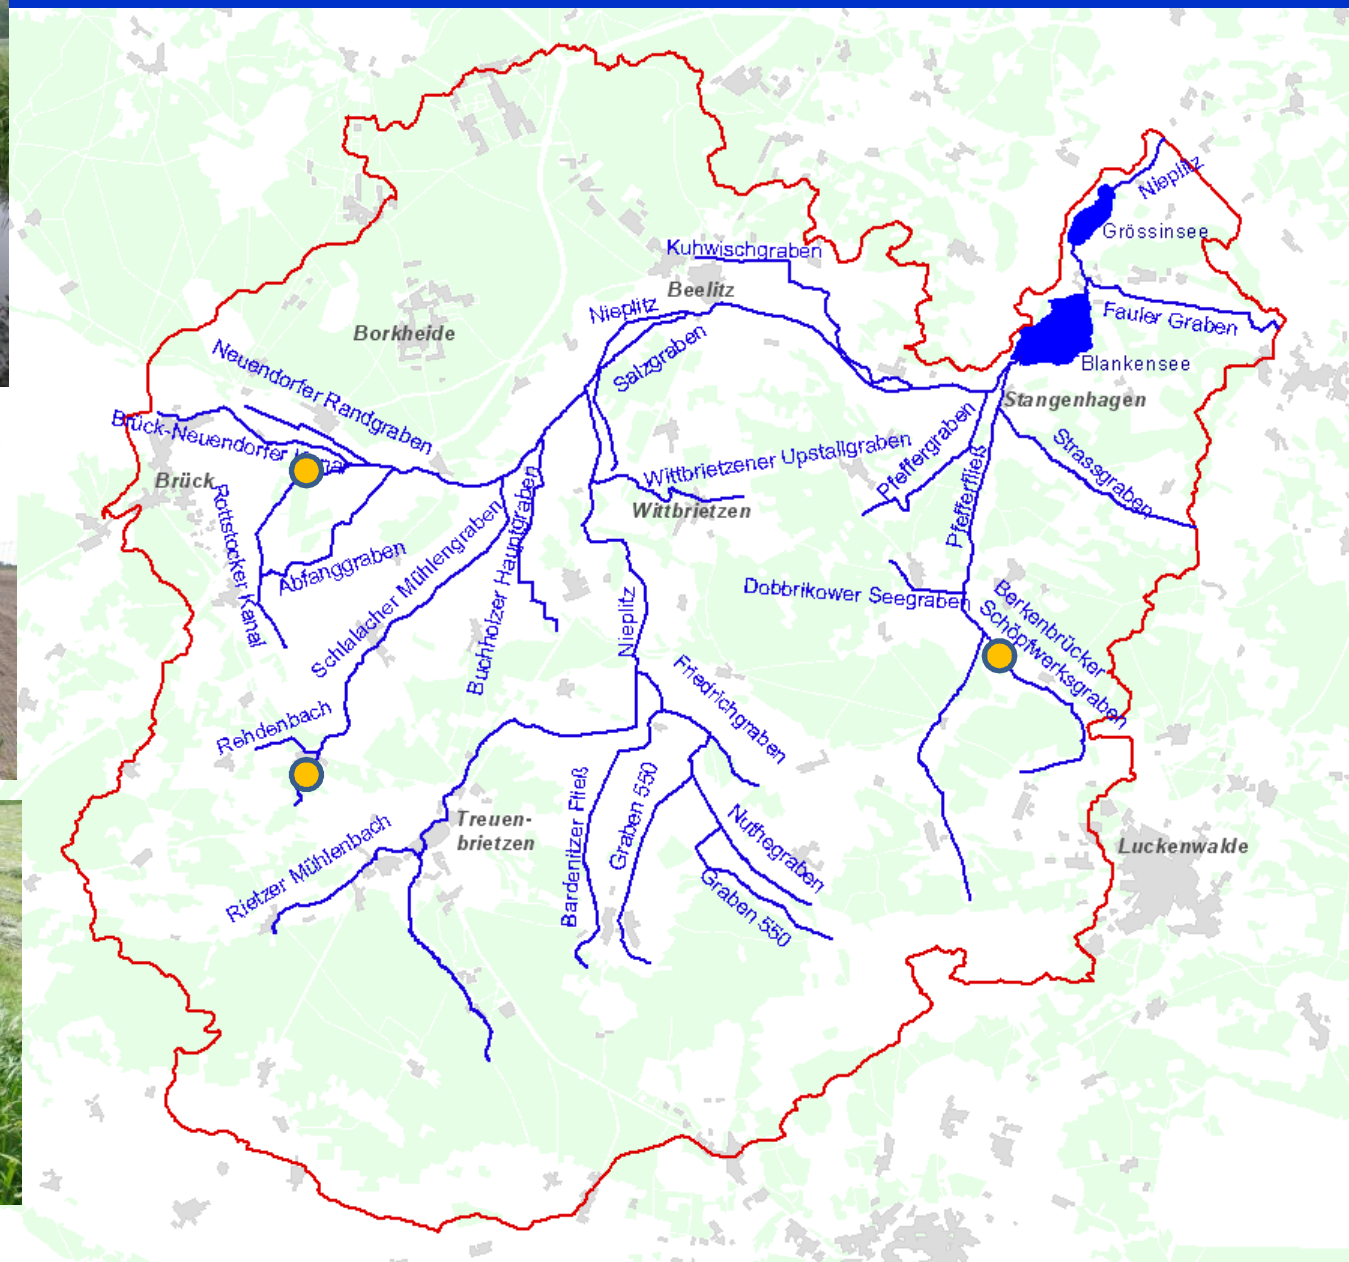 Nieplitz
Grössinsee
Kuhwischgraben
Beelitz
Nieplitz
Fauler Graben
Borkheide
Salzgraben
Blankensee
Neuendorfer Randgraben
Stangenhagen
Brück-Neuendorfer Kanal
Pfeffergraben
Strassgraben
Wittbrietzener Upstallgraben
Brück
Wittbrietzen
Rottstocker Kanal
Pfefferfließ
Abfanggraben
Schlalacher Mühlengraben
Buchholzer Hauptgraben
Dobbrikower Seegraben
Berkenbrücker
Schöpfwerksgraben
Nieplitz
Friedrichgraben
Rehdenbach
Treuen-
brietzen
Bardenitzer Fließ
Graben 550
Nuthegraben
Luckenwalde
Rietzer Mühlenbach
Graben 550